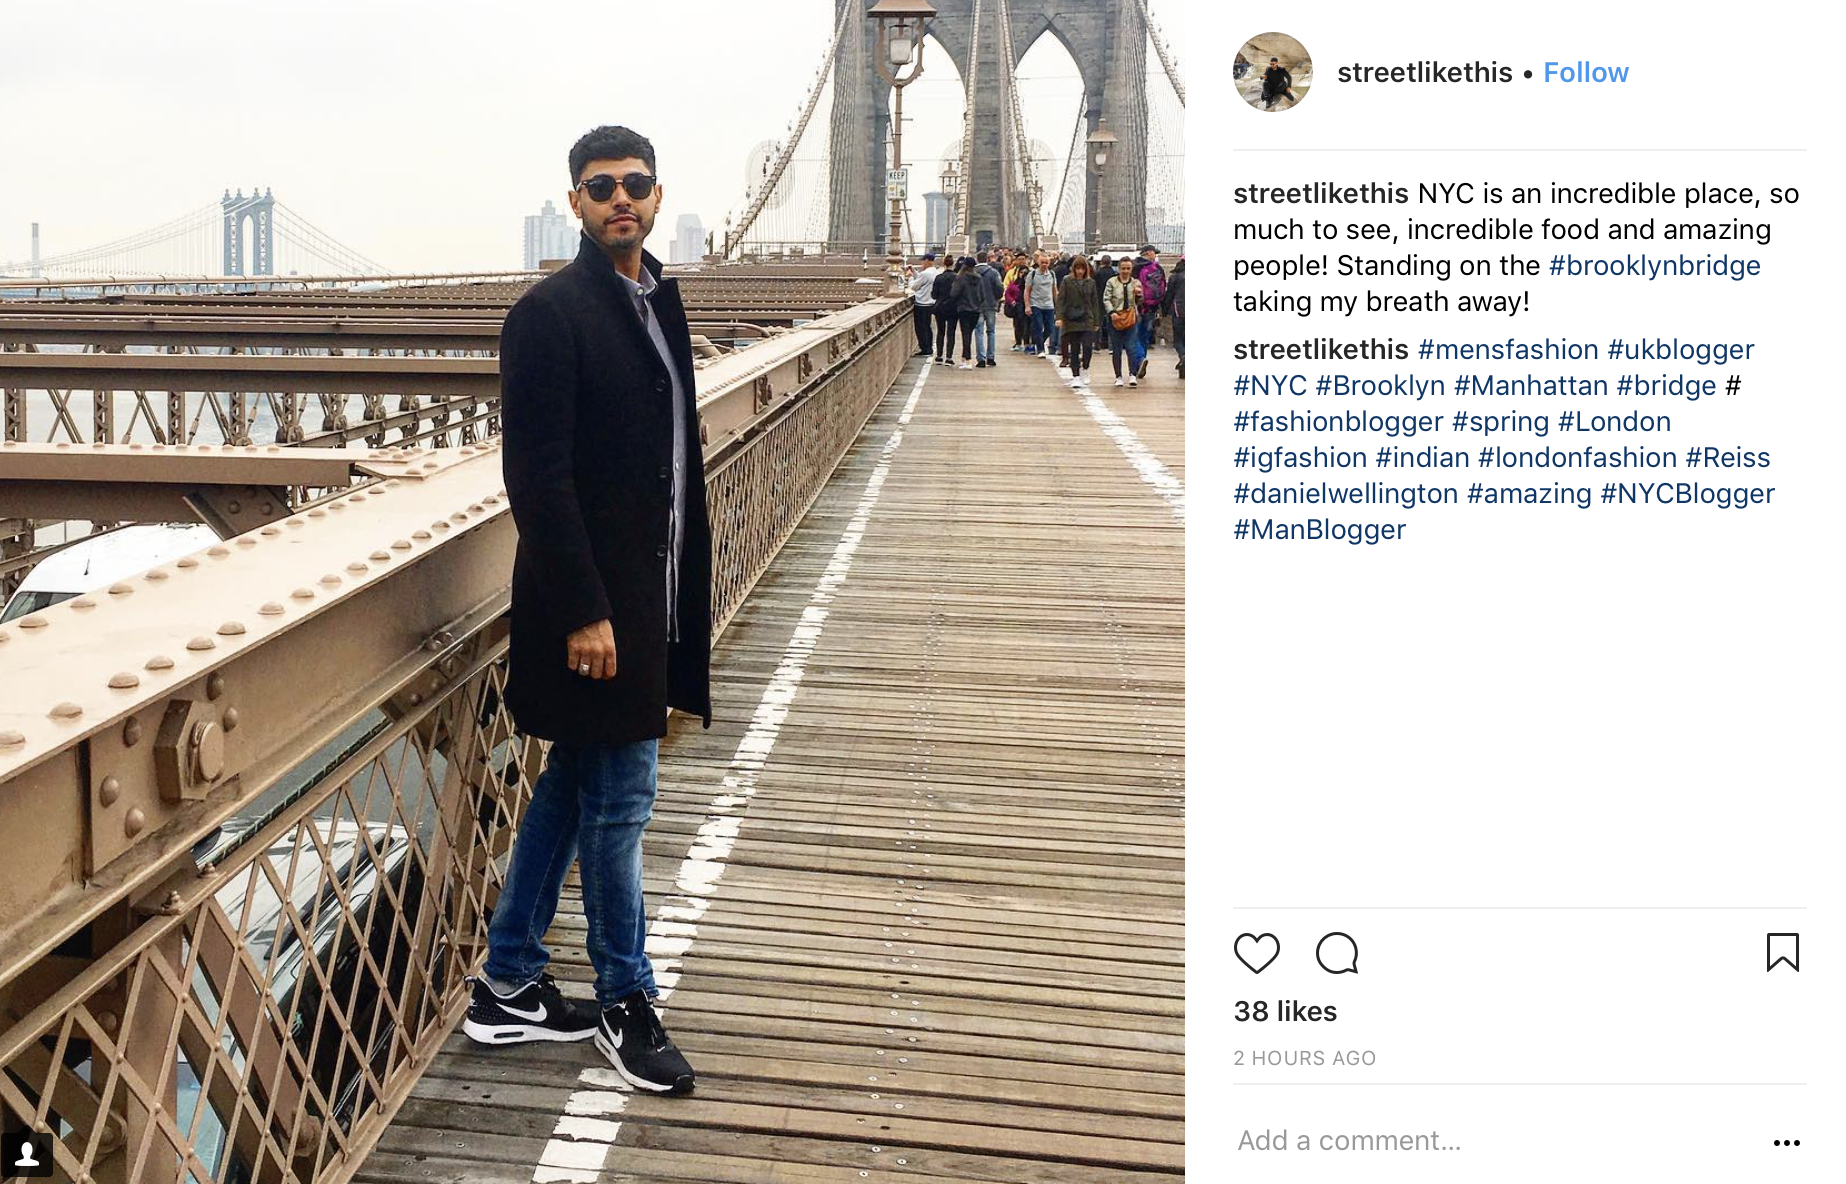 KEEP
streetlikethis • Follow
streetlikethis NYC is an incredible place, so
much to see, incredible food and amazing
people! Standing on the #brooklynbridge
taking my breath away!
streetlikethis #mensfashion #ukblogger
#NYC #Brooklyn #Manhattan #bridge #
#fashionblogger #spring #London
#igfashion #indian #londonfashion #Reiss
#danielwellington #amazing #NYCBlogger
#ManBlogger
38 likes
2 HOURS AGO
Add a comment...